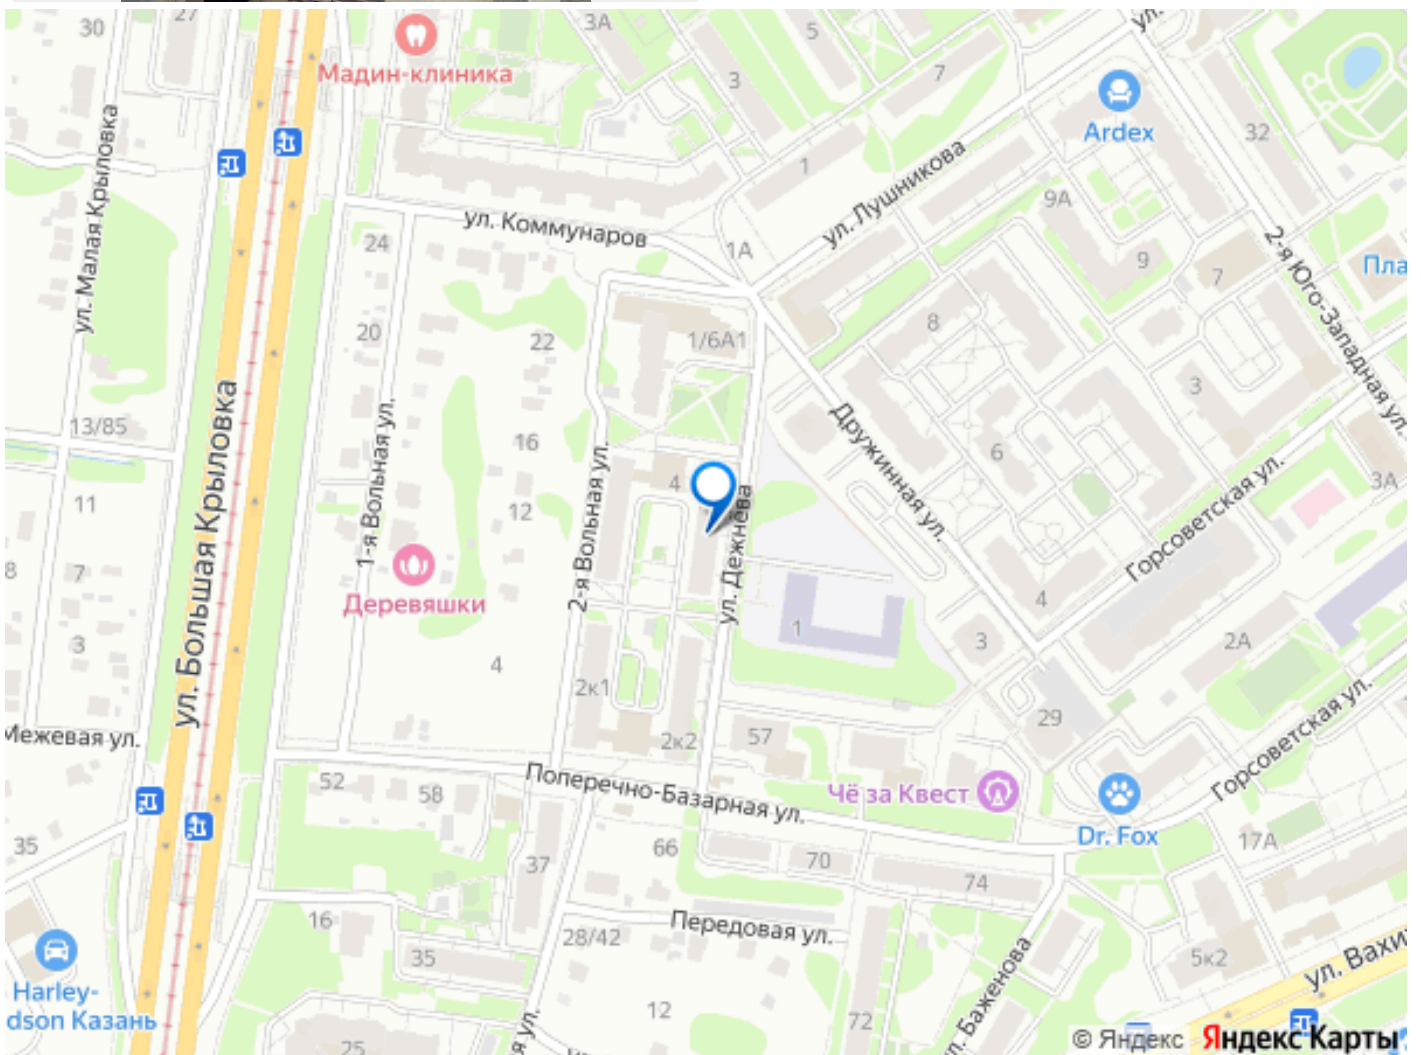 30
27
Мадин-клиника
3А
5
3
7
ул.
Ardex
32
ул. Малая Крыловка
1
ул. Лушникова
9А
24
ул. Коммунаров
1А
9
7
2-я Юго-Западная ул.
Пла
20
22
1/6А1
8
3
13/85
ул. Большая Крыловка
1-я Вольная ул.
16
2-я Вольная ул.
4
Дружинная ул.
6
3А
11
12
ул. Дежнёва
Горсоветская ул.
8
7
Деревяшки
4
3
1
3
2А
4
2к1
29
Межевая ул.
2к2
57
Горсоветская ул.
52
58
Поперечно-Базарная ул.
Чё за Квест
Dr. Fox
17А
35
37
66
70
74
16
28/42
Передовая ул.
35
5к2
ул. Вахи
Harley-
dson Казань
12
72
л. Баженова
25
я ул.
© Яндекс Яндекс Карты